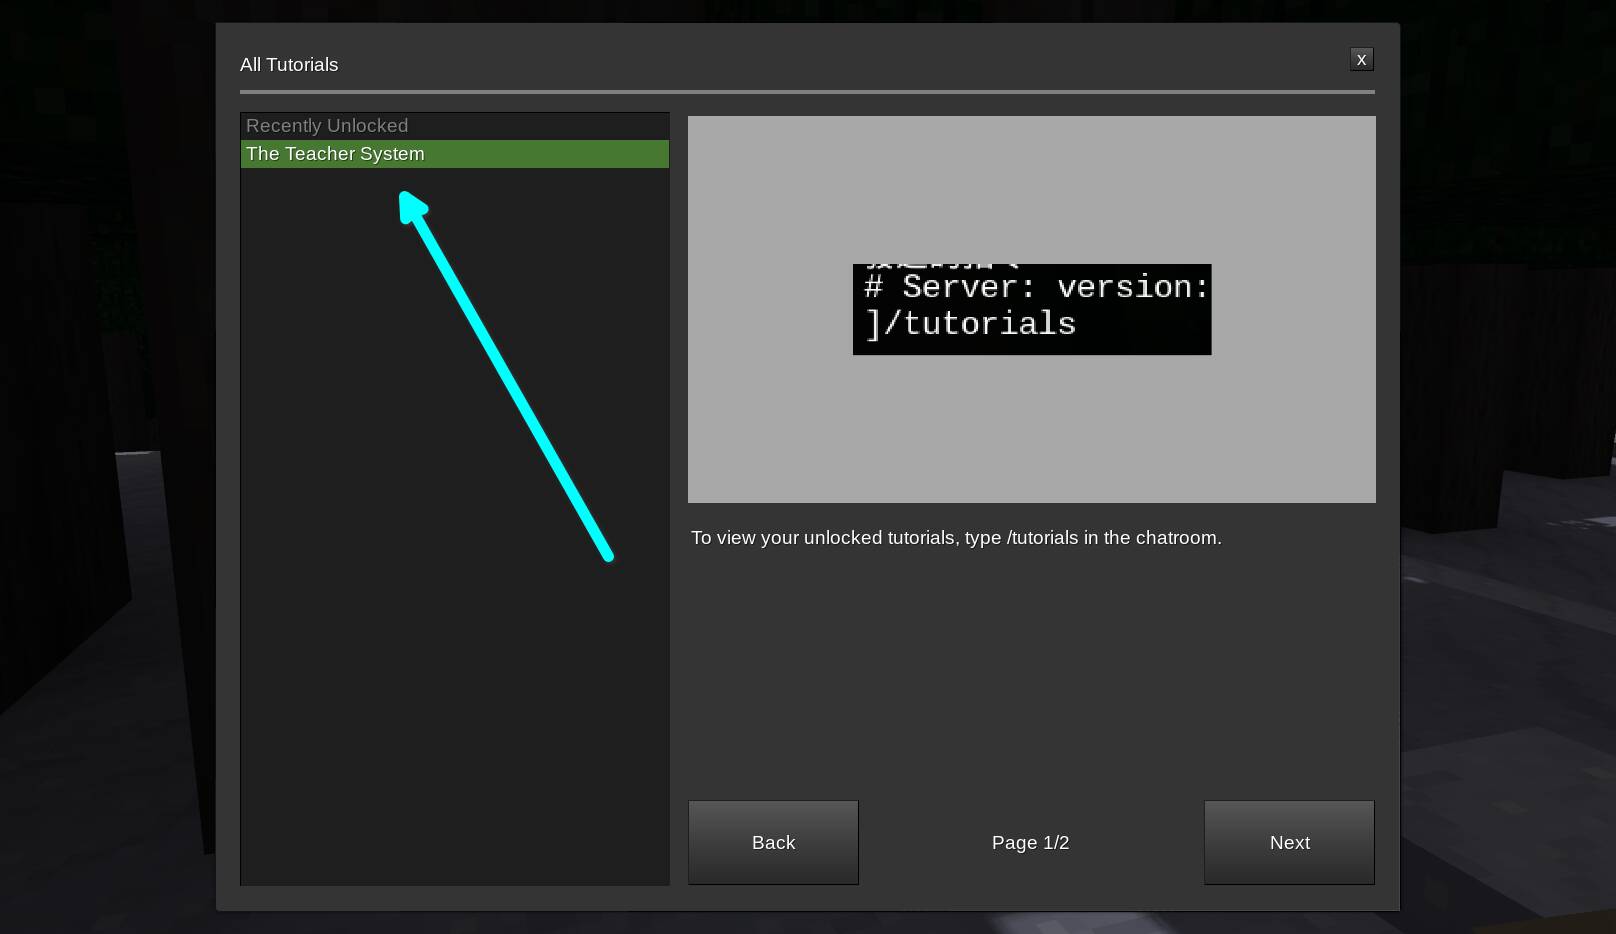 All Tutorials
x
Recently Unlocked
The Teacher System
# Server: version:
]/tutorials
To view your unlocked tutorials, type /tutorials in the chatroom.
Back
Page 1/2
Next